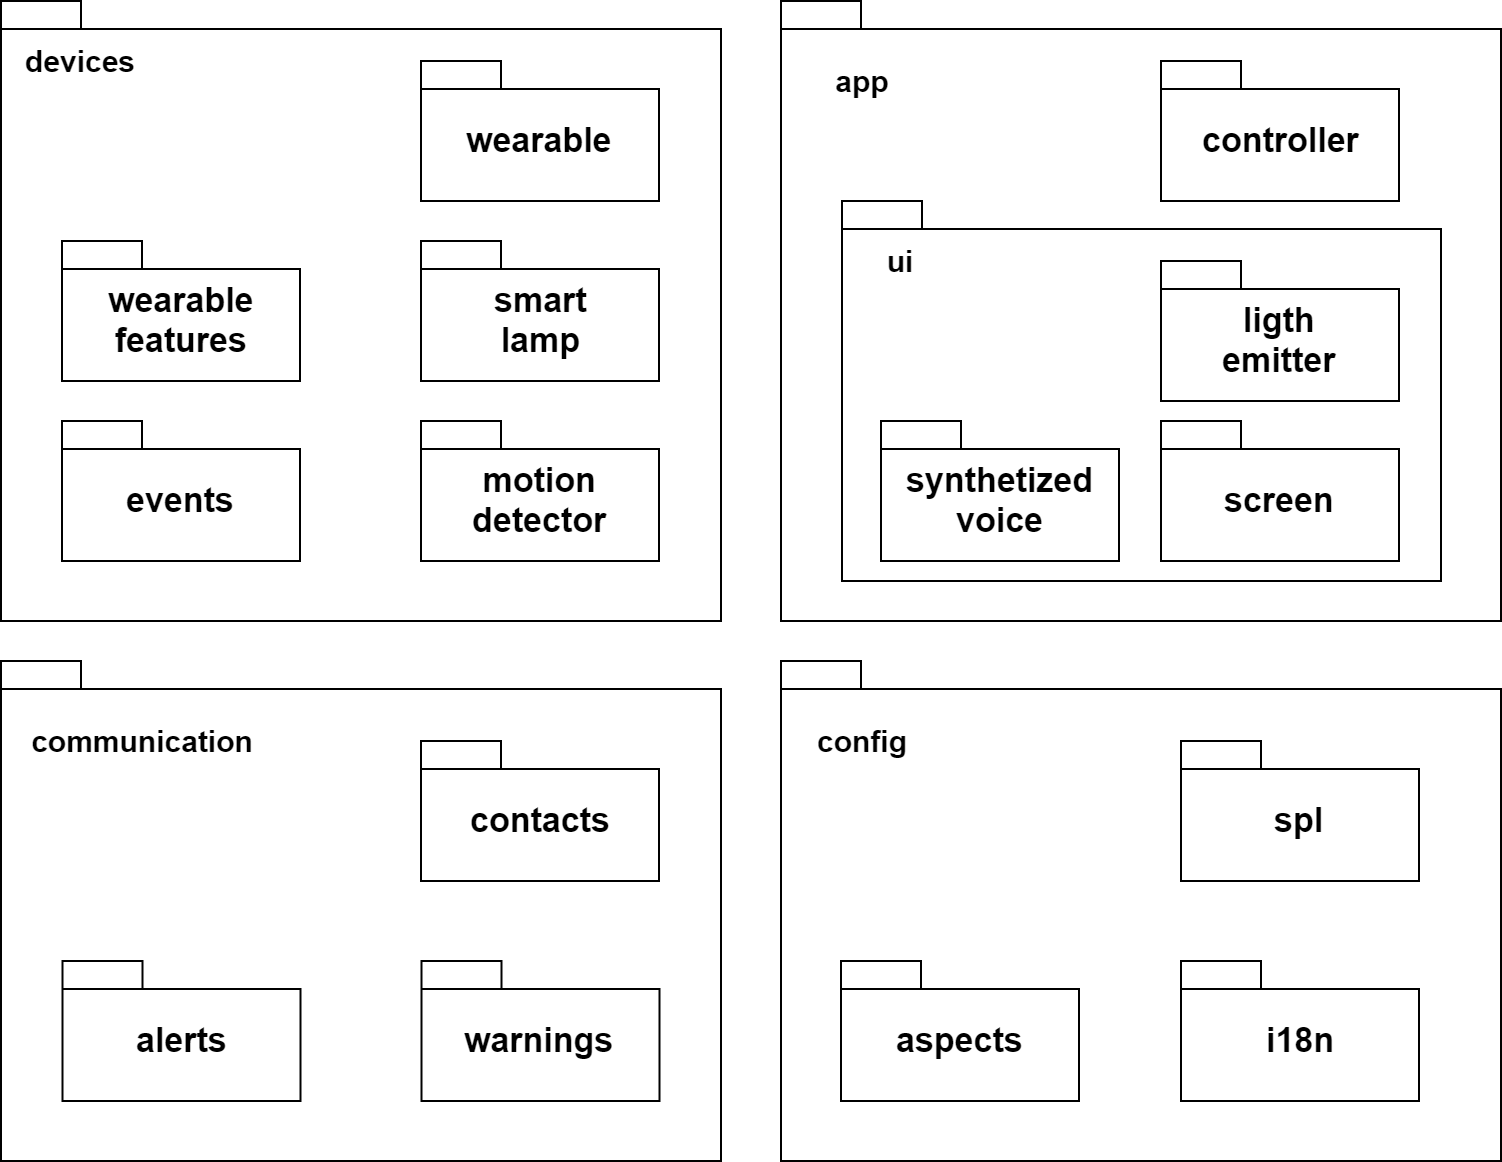 devices
wearable
wearable
features
smart
lamp
events
motion
detector
app
controller
ui
ligth
emitter
synthetized
voice
screen
communication
contacts
alerts
warnings
config
spl
aspects
i18n